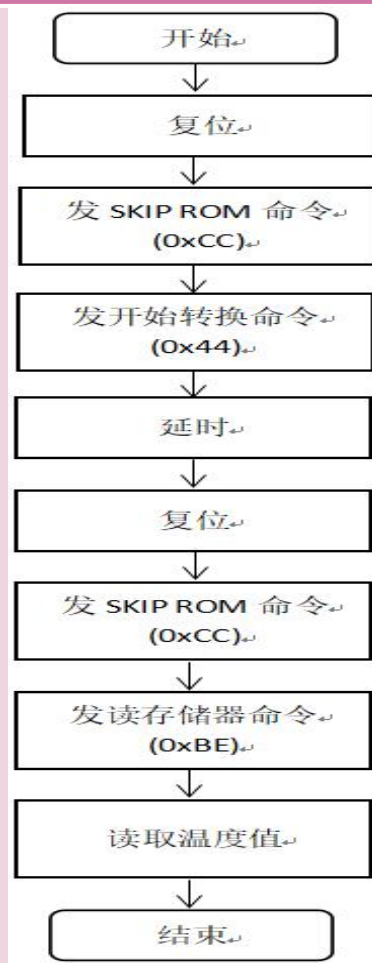 开始
复位
发 SKIP ROM 命令
(0xCC)
发开始转换命令
(0x44)
延时
复位
发 SKIP ROM 命令
(0xCC)
发读存储器命令
(0xBE)
读取温度值
结束